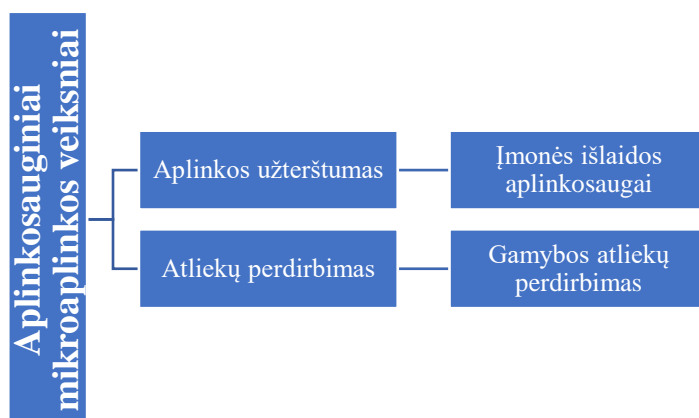 Aplinkosauginiai
mikroaplinkos veiksniai
Aplinkos užterštumas
Įmonės išlaidos
aplinkosaugai
Atliekų perdirbimas
Gamybos atliekų
perdirbimas